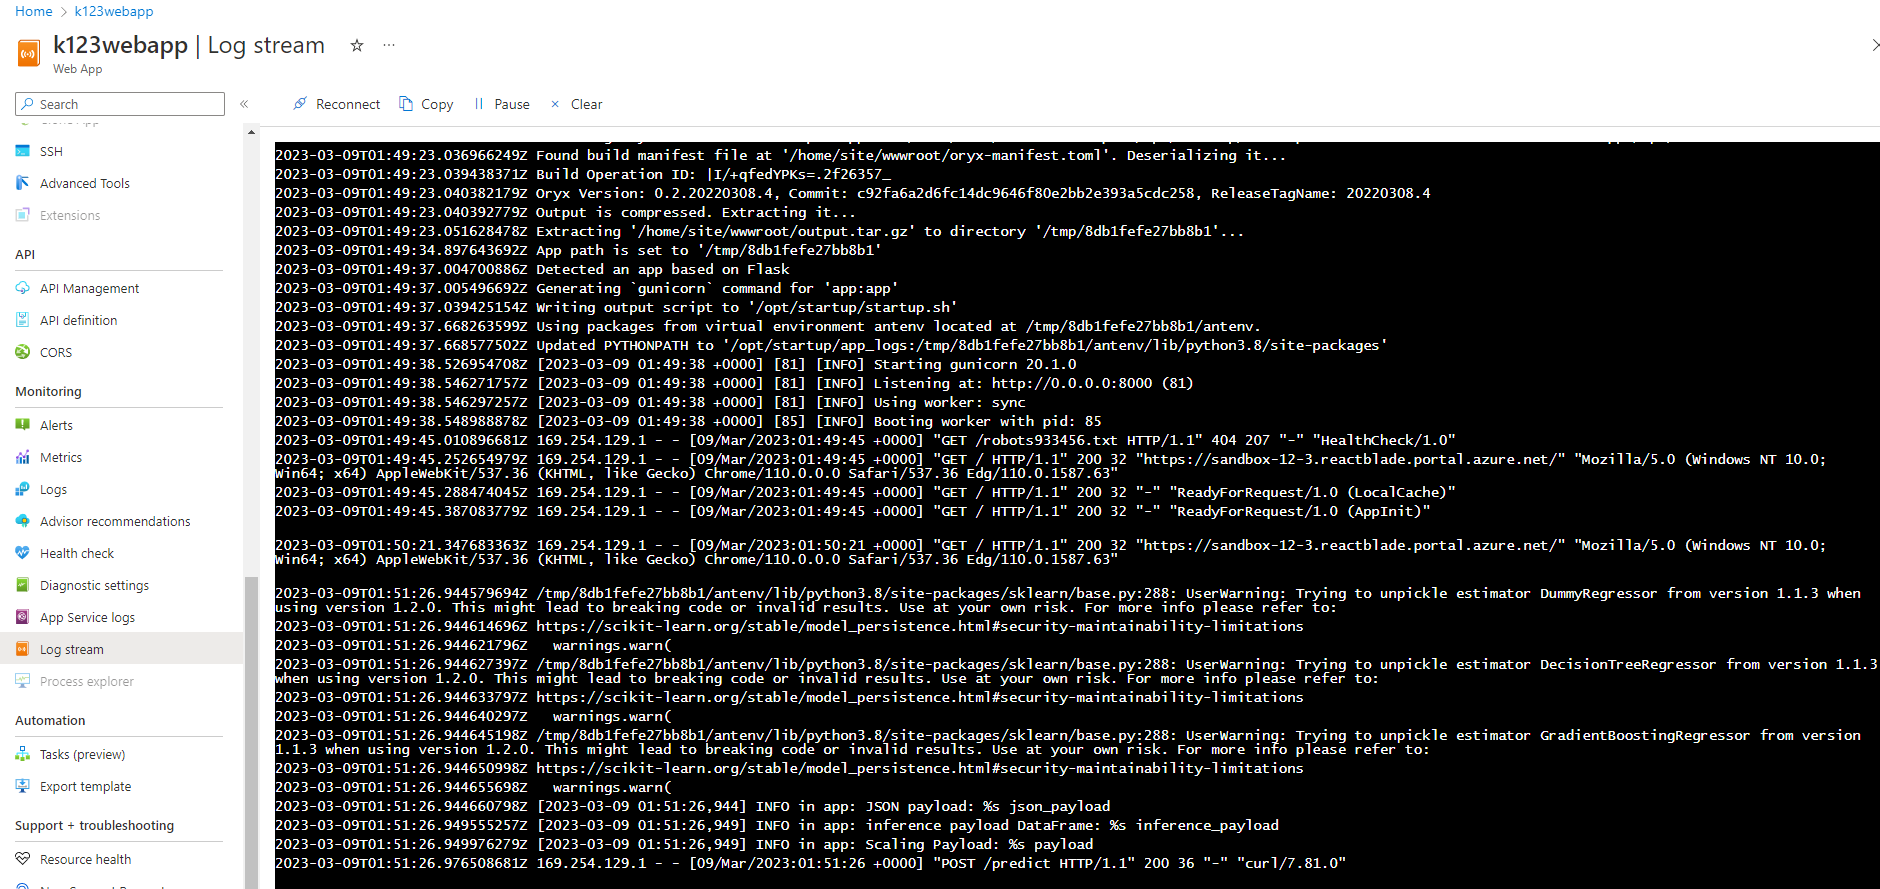 Home > k123webapp
k123webapp | Log stream
Web App
Search
Reconnect Copy Pause Clear
SSH
Advanced Tools
Extensions
API
API Management
API definition
CORS
Monitoring
Alerts
Metrics
Logs
Advisor recommendations
Health check
Diagnostic settings
App Service logs
Log stream
Process explorer
Automation
Tasks (preview)
Export template
Support + troubleshooting
Resource health
2023-03-09T01:49:23.036966249Z Found build manifest file at '/home/site/wwwroot/oryx-manifest.toml'. Deserializing it...
2023-03-09T01:49:23.039438371Z Build Operation ID: |I/+qfedYPKs=.2f26357_
2023-03-09T01:49:23.040382179Z Oryx Version: 0.2.20220308.4, Commit: c92fa6a2d6fc14dc9646f80e2bb2e393a5cdc258, ReleaseTagName: 20220308.4
2023-03-09T01:49:23.040392779Z Output is compressed. Extracting it...
2023-03-09T01:49:23.051628478Z Extracting '/home/site/wwwroot/output.tar.gz' to directory '/tmp/8db1fefe27bb8b1'...
2023-03-09T01:49:34.897643692Z App path is set to '/tmp/8db1fefe27bb8b1'
2023-03-09T01:49:37.004700886Z Detected an app based on Flask
2023-03-09T01:49:37.005496692Z Generating `gunicorn` command for 'app:app'
2023-03-09T01:49:37.039425154Z Writing output script to '/opt/startup/startup.sh'
2023-03-09T01:49:37.668263599Z Using packages from virtual environment antenv located at /tmp/8db1fefe27bb8b1/antenv.
2023-03-09T01:49:37.668577502Z Updated PYTHONPATH to '/opt/startup/app_logs:/tmp/8db1fefe27bb8b1/antenv/lib/python3.8/site-packages'
2023-03-09T01:49:38.526954708Z [2023-03-09 01:49:38 +0000] [81] [INFO] Starting gunicorn 20.1.0
2023-03-09T01:49:38.546271757Z [2023-03-09 01:49:38 +0000] [81] [INFO] Listening at: http://0.0.0.0:8000 (81)
2023-03-09T01:49:38.546297257Z [2023-03-09 01:49:38 +0000] [81] [INFO] Using worker: sync
2023-03-09T01:49:38.548988878Z [2023-03-09 01:49:38 +0000] [85] [INFO] Booting worker with pid: 85
2023-03-09T01:49:45.010896681Z 169.254.129.1 - - [09/Mar/2023:01:49:45 +0000] "GET /robots933456.txt HTTP/1.1" 404 207 "-" "HealthCheck/1.0"
2023-03-09T01:49:45.252654979Z 169.254.129.1 - - [09/Mar/2023:01:49:45 +0000] "GET / HTTP/1.1" 200 32 "https://sandbox-12-3.reactblade.portal.azure.net/" "Mozilla/5.0 (Windows NT 10.0;
Win64; x64) AppleWebKit/537.36 (KHTML, like Gecko) Chrome/110.0.0.0 Safari/537.36 Edg/110.0.1587.63"
2023-03-09T01:49:45.288474045Z 169.254.129.1 - - [09/Mar/2023:01:49:45 +0000] "GET / HTTP/1.1" 200 32 "-" "ReadyForRequest/1.0 (LocalCache)"
2023-03-09T01:49:45.387083779Z 169.254.129.1 - - [09/Mar/2023:01:49:45 +0000] "GET / HTTP/1.1" 200 32 "-" "ReadyForRequest/1.0 (AppInit)"
2023-03-09T01:50:21.347683363Z 169.254.129.1 - - [09/Mar/2023:01:50:21 +0000] "GET / HTTP/1.1" 200 32 "https://sandbox-12-3.reactblade.portal.azure.net/" "Mozilla/5.0 (Windows NT 10.0;
Win64; x64) AppleWebKit/537.36 (KHTML, like Gecko) Chrome/110.0.0.0 Safari/537.36 Edg/110.0.1587.63"
2023-03-09T01:51:26.944579694Z /tmp/8db1fefe27bb8b1/antenv/lib/python3.8/site-packages/sklearn/base.py:288: UserWarning: Trying to unpickle estimator DummyRegressor from version 1.1.3 when
using version 1.2.0. This might lead to breaking code or invalid results. Use at your own risk. For more info please refer to:
2023-03-09T01:51:26.944614696Z https://scikit-learn.org/stable/model_persistence.html#security-maintainability-limitations
2023-03-09T01:51:26.944621796Z   warnings.warn(
2023-03-09T01:51:26.944627397Z /tmp/8db1fefe27bb8b1/antenv/lib/python3.8/site-packages/sklearn/base.py:288: UserWarning: Trying to unpickle estimator DecisionTreeRegressor from version 1.1.3
when using version 1.2.0. This might lead to breaking code or invalid results. Use at your own risk. For more info please refer to:
2023-03-09T01:51:26.944633797Z https://scikit-learn.org/stable/model_persistence.html#security-maintainability-limitations
2023-03-09T01:51:26.944640297Z   warnings.warn(
2023-03-09T01:51:26.944645198Z /tmp/8db1fefe27bb8b1/antenv/lib/python3.8/site-packages/sklearn/base.py:288: UserWarning: Trying to unpickle estimator GradientBoostingRegressor from version
1.1.3 when using version 1.2.0. This might lead to breaking code or invalid results. Use at your own risk. For more info please refer to:
2023-03-09T01:51:26.944650998Z https://scikit-learn.org/stable/model_persistence.html#security-maintainability-limitations
2023-03-09T01:51:26.944655698Z   warnings.warn(
2023-03-09T01:51:26.944660798Z [2023-03-09 01:51:26,944] INFO in app: JSON payload: %s json_payload
2023-03-09T01:51:26.949555257Z [2023-03-09 01:51:26,949] INFO in app: inference payload DataFrame: %s inference_payload
2023-03-09T01:51:26.949976279Z [2023-03-09 01:51:26,949] INFO in app: Scaling Payload: %s payload
2023-03-09T01:51:26.976508681Z 169.254.129.1 - - [09/Mar/2023:01:51:26 +0000] "POST /predict HTTP/1.1" 200 36 "-" "curl/7.81.0"